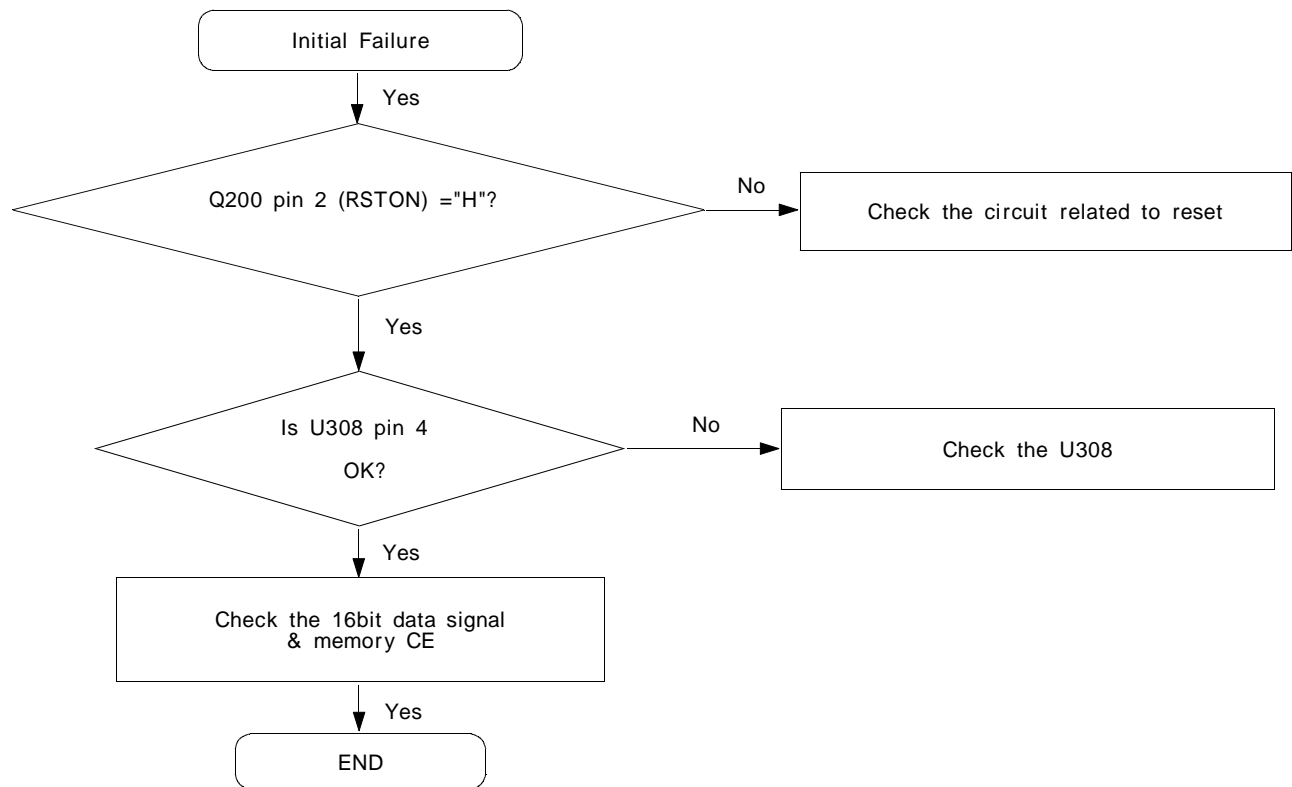 Initial Failure
Yes
Q200 pin 2 (RSTON) ="H"?
No
Check the circuit related to reset
Yes
Is U308 pin 4
OK?
No
Check the U308
Yes
Check the 16bit data signal
& memory CE
Yes
END